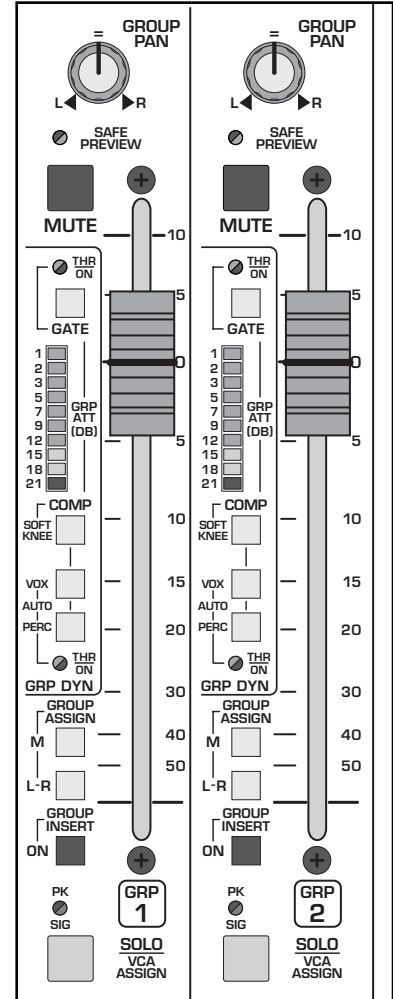 GROUP
PAN
=
L R
SAFE
PREVIEW
MUTE
10
THR
ON
5
GATE
1
0
2
3
5
GRP
7
ATT
9
(DB)
12
5
15
18
21
COMP
SOFT
KNEE
10
VOX
15
AUTO
PERC
20
THR
ON
GRP DYN
30
GROUP
ASSIGN
M
40
50
L-R
GROUP
INSERT
ON
PK
GRP
1
SIG
SOLO
VCA
ASSIGN
GROUP
PAN
=
L R
SAFE
PREVIEW
MUTE
10
THR
ON
5
GATE
1
0
2
3
5
GRP
7
ATT
9
(DB)
12
5
15
18
21
COMP
SOFT
KNEE
10
VOX
15
AUTO
PERC
20
THR
ON
GRP DYN
30
GROUP
ASSIGN
M
40
50
L-R
GROUP
INSERT
ON
PK
GRP
2
SIG
SOLO
VCA
ASSIGN